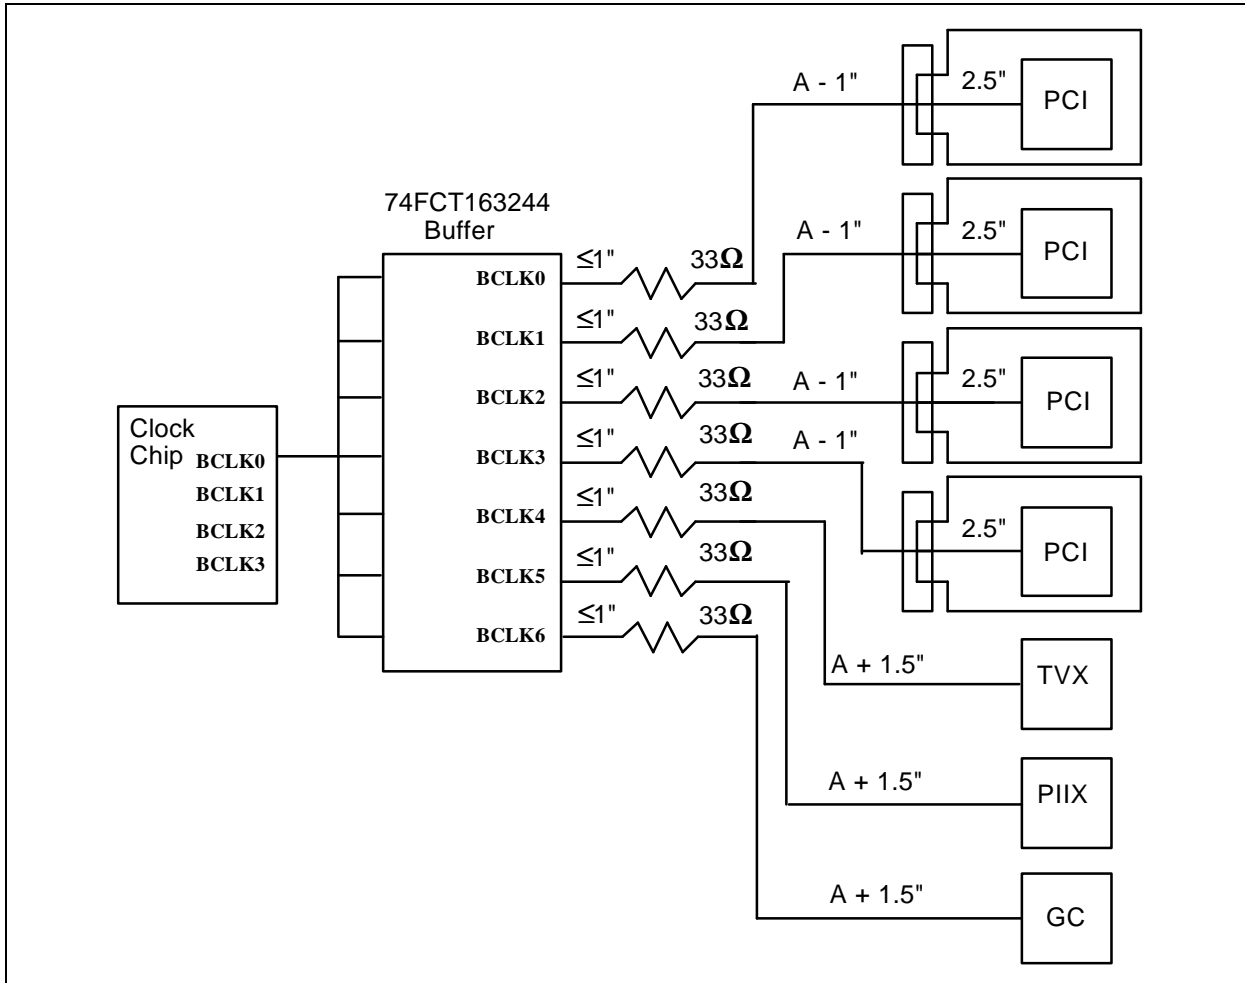 A - 1"
2.5"
PCI
74FCT163244
Buffer
A - 1"
2.5"
PCI
BCLK0
≤1"
33Ω
BCLK1
≤1"
33Ω
BCLK2
≤1"
33Ω
A - 1"
2.5"
PCI
Clock
Chip
BCLK0
BCLK1
BCLK2
BCLK3
BCLK3
≤1"
33Ω
A - 1"
2.5"
PCI
BCLK4
≤1"
33Ω
BCLK5
≤1"
33Ω
BCLK6
≤1"
33Ω
A + 1.5"
TVX
A + 1.5"
PIIX
A + 1.5"
GC